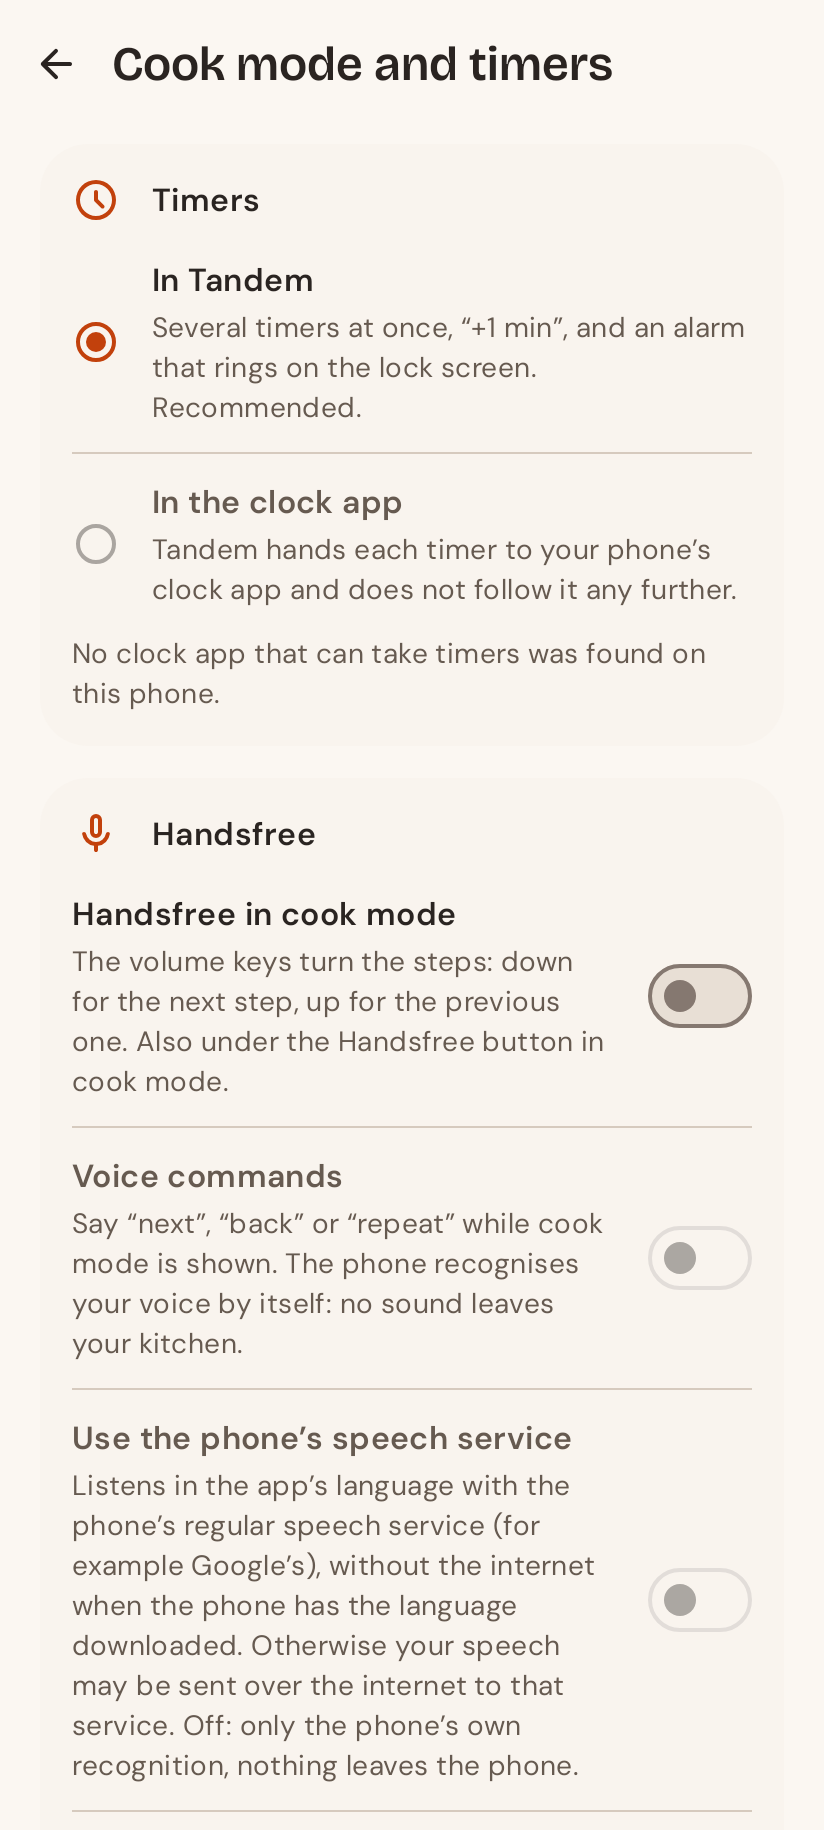 Cook mode and timers
Timers
In Tandem
Several timers at once, “+1 min”, and an alarm
that rings on the lock screen.
Recommended.
In the clock app
Tandem hands each timer to your phone’s
clock app and does not follow it any further.
No clock app that can take timers was found on
this phone.
Handsfree
Handsfree in cook mode
The volume keys turn the steps: down
for the next step, up for the previous
one. Also under the Handsfree button in
cook mode.
Voice commands
Say “next”, “back” or “repeat” while cook
mode is shown. The phone recognises
your voice by itself: no sound leaves
your kitchen.
Use the phone’s speech service
Listens in the app’s language with the
phone’s regular speech service (for
example Google’s), without the internet
when the phone has the language
downloaded. Otherwise your speech
may be sent over the internet to that
service. Off: only the phone’s own
recognition, nothing leaves the phone.